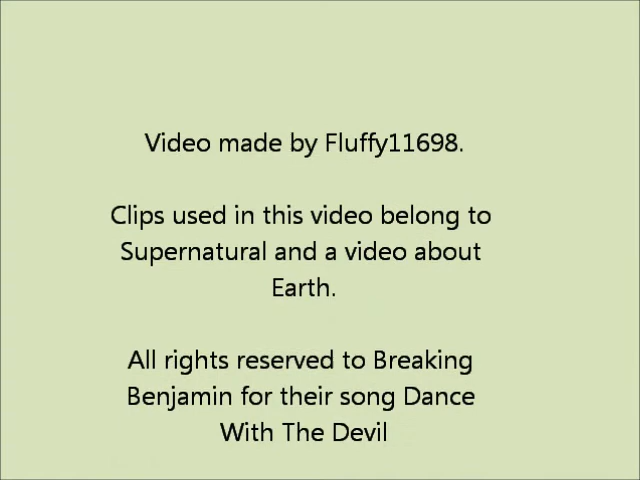 Video made by Fluffy11698.
Clips used in this video belong to
Supernatural and a video about
Earth.
All rights reserved to Breaking
Benjamin for their song Dance
With The Devil